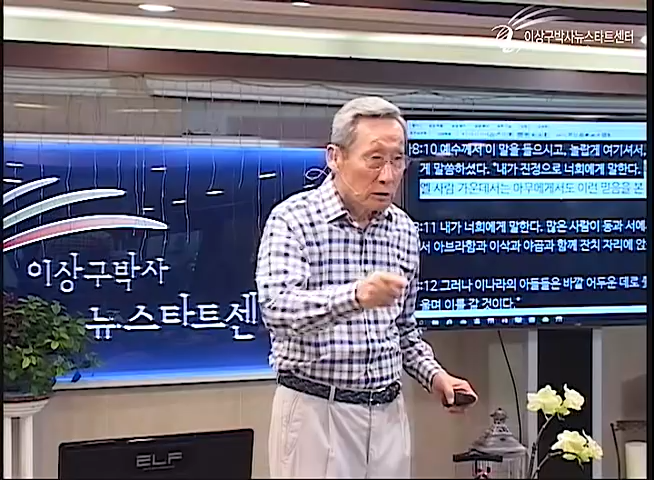 이상구박사뉴스타트센터
8:10 예수께서 이 말을 들으시고, 놀랍게 여기셔서,
게 말씀하셨다. "내가 진정으로 너희에게 말한다.
엘 사람 가운데서는 아무에게서도 이런 믿음을 본
:11 내가 너희에게 말한다. 많은 사람이 동과 서에
서 아브라함과 이삭과 야곱과 함께 잔치 자리에 안
:12 그러나 이 나라의 아들들은 바깥 어두운 데로
울며 이를 갈 것이다."
이상구박사
뉴스타트센
ELF